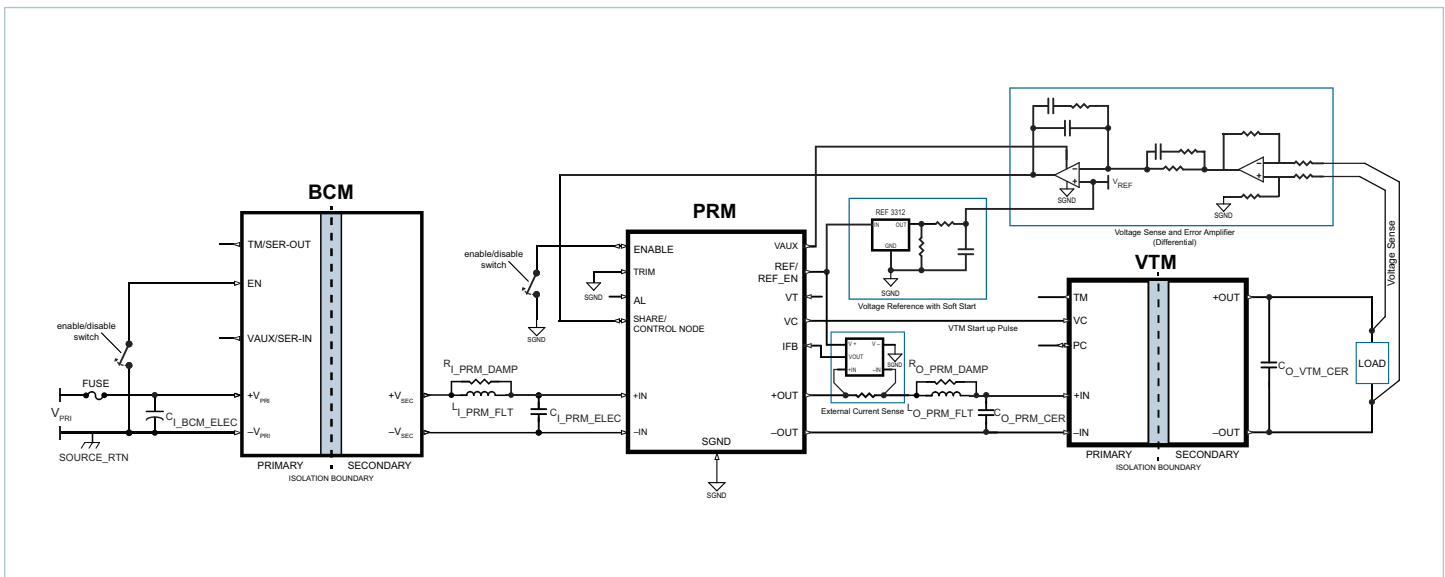 BCM
TM/SER-OUT
EN
VAUX/SER-IN
+VPRI
–VPRI
+VSEC
–VSEC
PRIMARY
SECONDARY
ISOLATION BOUNDARY
enable/disable
switch
FUSE
VPRI
CI_BCM_ELEC
SOURCE_RTN
RI_PRM_DAMP
LI_PRM_FLT
CI_PRM_ELEC
enable/disable
switch
SGND
SGND
PRM
ENABLE
TRIM
AL
SHARE/
CONTROL NODE
+IN
–IN
SGND
SGND
VAUX
REF/
REF_EN
VT
VC
IFB
+OUT
–OUT
REF 3312
IN
OUT
GND
SGND
Voltage Reference with Soft Start
V +
V –
VOUT
+IN
–IN
SGND
External Current Sense
RO_PRM_DAMP
LO_PRM_FLT
CO_PRM_CER
VTM Start up Pulse
–
+
SGND
VREF
–
+
SGND
Voltage Sense and Error Amplifier
(Differential)
VTM
TM
VC
PC
+IN
–IN
+OUT
–OUT
PRIMARY
SECONDARY
ISOLATION BOUNDARY
CO_VTM_CER
LOAD
Voltage Sense